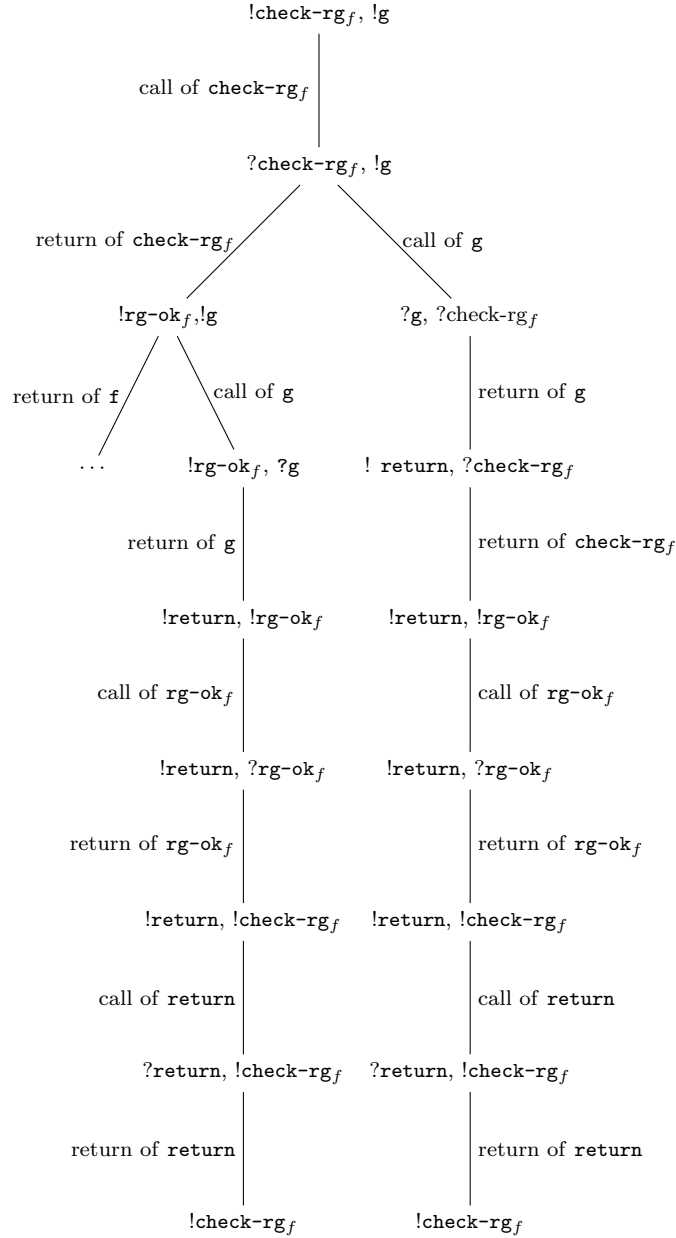 !check-rg_f, !g
call of check-rg_f
?check-rg_f, !g
return of check-rg_f
call of g
!rg-ok_f,!g
?g, ?check-rg_f
return of f
call of g
return of g
...
!rg-ok_f, ?g
! return, ?check-rg_f
return of g
return of check-rg_f
!return, !rg-ok_f
!return, !rg-ok_f
call of rg-ok_f
call of rg-ok_f
!return, ?rg-ok_f
!return, ?rg-ok_f
return of rg-ok_f
return of rg-ok_f
!return, !check-rg_f
!return, !check-rg_f
call of return
call of return
?return, !check-rg_f
?return, !check-rg_f
return of return
return of return
!check-rg_f
!check-rg_f